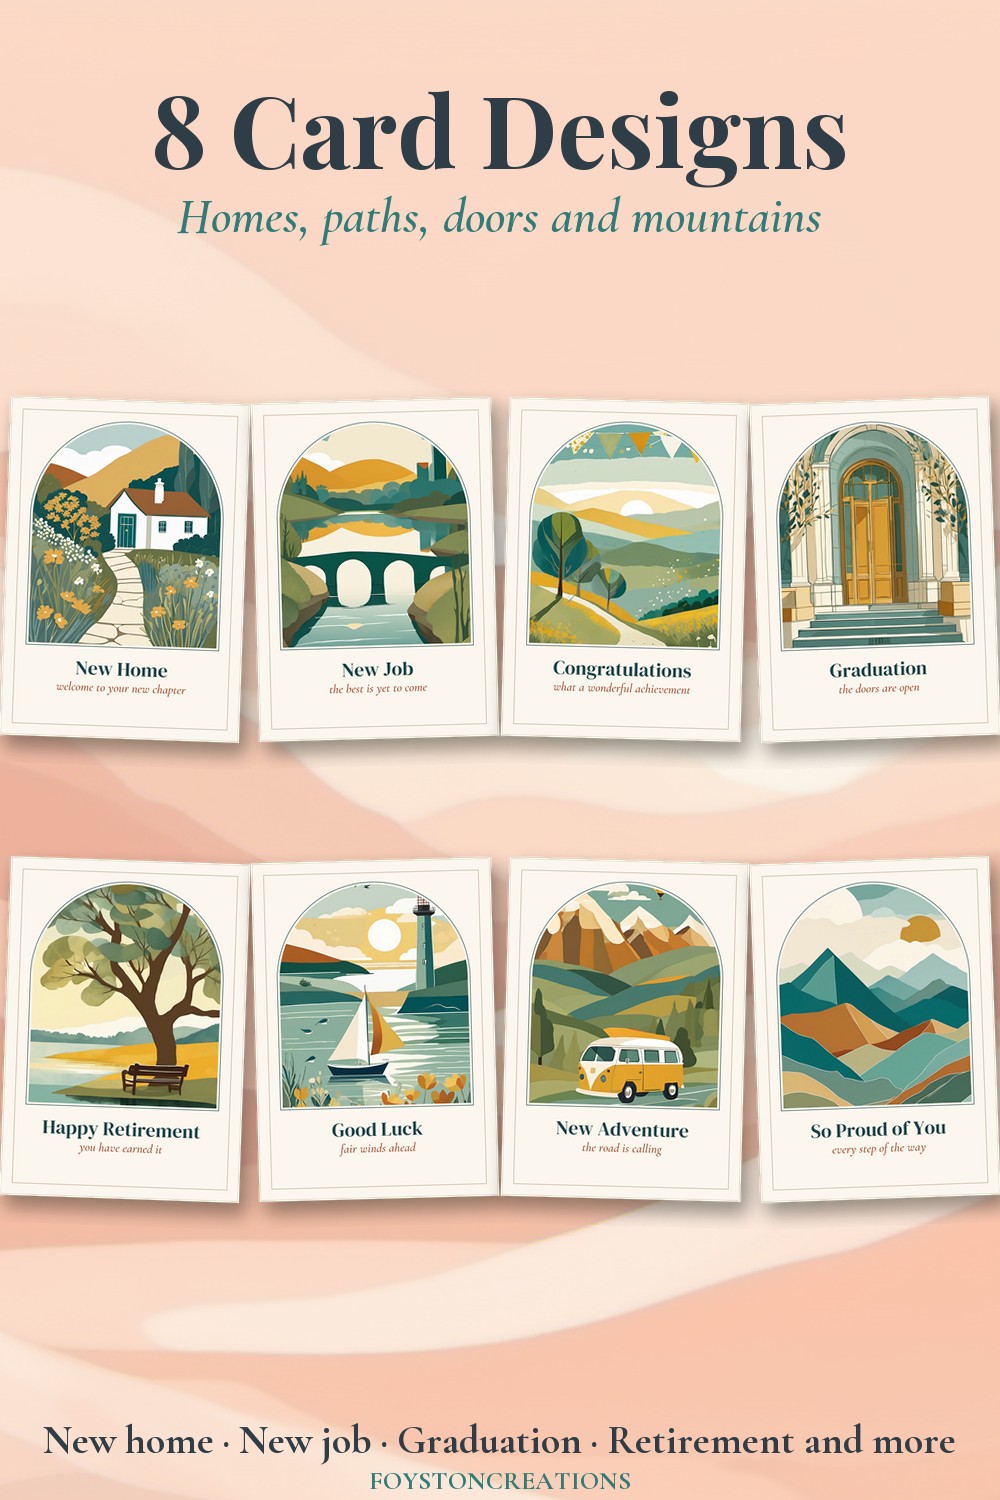 8 Card Designs
Homes, paths, doors and mountains
New Home
welcome to your new chapter
New Job
the best is yet to come
Congratulations
what a wonderful achievement
Graduation
the doors are open
Happy Retirement
you have earned it
Good Luck
fair winds ahead
New Adventure
the road is calling
So Proud of You
every step of the way
New home · New job · Graduation · Retirement and more
FOYSTONCREATIONS